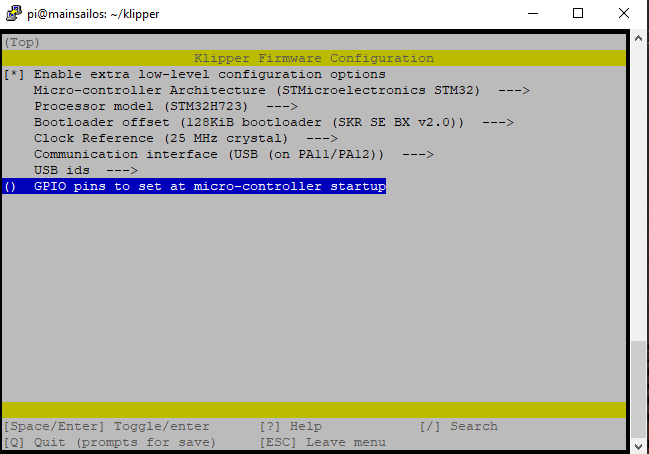 pi@mainsailos: ~/klipper
(Top)
Klipper Firmware Configuration
[*] Enable extra low-level configuration options
Micro-controller Architecture (STMicroelectronics STM32) --->
Processor model (STM32H723) --->
Bootloader offset (128KiB bootloader (SKR SE BX v2.0)) --->
Clock Reference (25 MHz crystal) --->
Communication interface (USB (on PA11/PA12)) --->
USB ids --->
() GPIO pins to set at micro-controller startup
[Space/Enter] Toggle/enter [?] Help [/] Search
[Q] Quit (prompts for save) [ESC] Leave menu